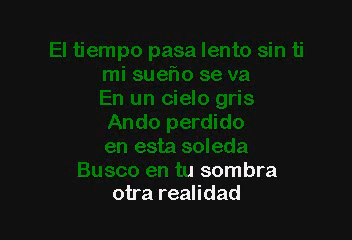 El tiempo pasa lento sin ti
mi sueño se va
En un cielo gris
Ando perdido
en esta soleda
Busco en tu sombra
otra realidad